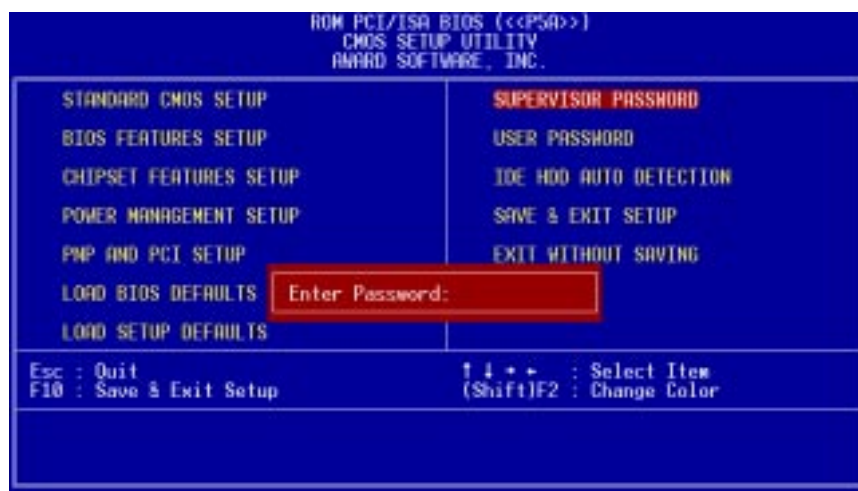 ROM PCI/ISA BIOS (<<P5A>>)
CMOS SETUP UTILITY
AWARD SOFTWARE, INC.
STANDARD CMOS SETUP
BIOS FEATURES SETUP
CHIPSET FEATURES SETUP
POWER MANAGEMENT SETUP
PNP AND PCI SETUP
LOAD BIOS DEFAULTS
LOAD SETUP DEFAULTS
SUPERVISOR PASSWORD
USER PASSWORD
IDE HDD AUTO DETECTION
SAVE & EXIT SETUP
EXIT WITHOUT SAVING
Enter Password:
Esc : Quit
F10 : Save & Exit Setup
↑ ↓ → ← : Select Item
(Shift)F2 : Change Color